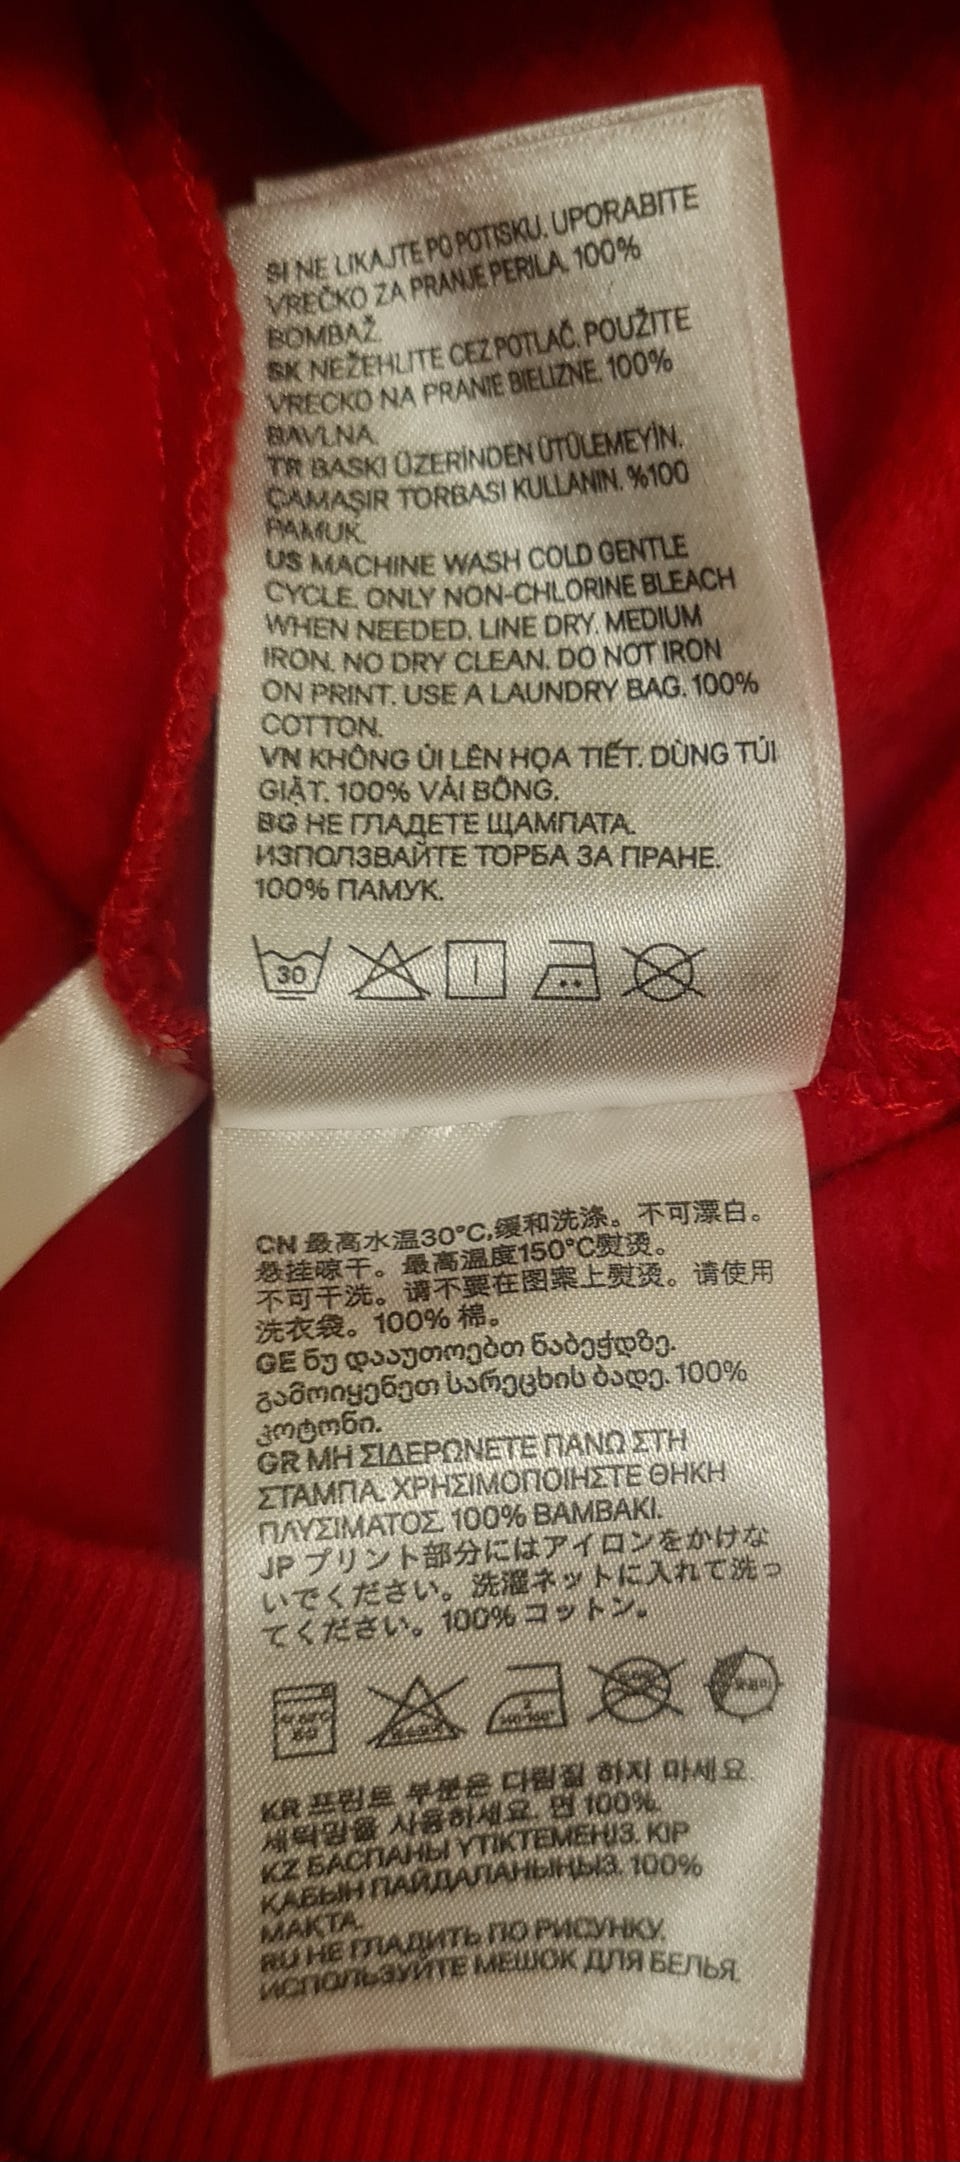 SI NE LIKAJTE PO POTISKU. UPORABITE
VREČKO ZA PRANJE PERILA. 100%
BOMBAŽ.
SK NEŽEHLITE CEZ POTLAČ. POUŽITE
VRECKO NA PRANIE BIELIZNE. 100%
BAVLNA.
TR BASKI ÜZERİNDEN ÜTÜLEMEYİN.
ÇAMAŞIR TORBASI KULLANIN. %100
PAMUK.
US MACHINE WASH COLD GENTLE
CYCLE. ONLY NON-CHLORINE BLEACH
WHEN NEEDED. LINE DRY. MEDIUM
IRON. NO DRY CLEAN. DO NOT IRON
ON PRINT. USE A LAUNDRY BAG. 100%
COTTON.
VN KHÔNG ỦI LÊN HỌA TIẾT. DÙNG TÚI
GIẶT. 100% VẢI BÔNG.
BG НЕ ГЛАДЕТЕ ЩАМПАТА.
ИЗПОЛЗВАЙТЕ ТОРБА ЗА ПРАНЕ.
100% ПАМУК.
30
CN 最高水温30°C,缓和洗涤。不可漂白。
悬挂晾干。最高温度150°C熨烫。
不可干洗。请不要在图案上熨烫。请使用
洗衣袋。100% 棉。
GE ნუ დააუთოებთ ნაბეჭდზე.
გამოიყენეთ სარეცხის ბადე. 100%
კოტონი.
GR ΜΗ ΣΙΔΕΡΩΝΕΤΕ ΠΑΝΩ ΣΤΗ
ΣΤΑΜΠΑ. ΧΡΗΣΙΜΟΠΟΙΗΣΤΕ ΘΗΚΗ
ΠΛΥΣΙΜΑΤΟΣ. 100% ΒΑΜΒΑΚΙ.
JP プリント部分にはアイロンをかけな
いでください。洗濯ネットに入れて洗っ
てください。100% コットン。
KR 프린트 부분은 다림질 하지 마세요.
세탁망을 사용하세요. 면 100%.
KZ БАСПАНЫ ҮТІКТЕМЕҢІЗ. КІР
ҚАБЫН ПАЙДАЛАНЫҢЫЗ. 100%
МАҚТА.
RU НЕ ГЛАДИТЬ ПО РИСУНКУ.
ИСПОЛЬЗУЙТЕ МЕШОК ДЛЯ БЕЛЬЯ.